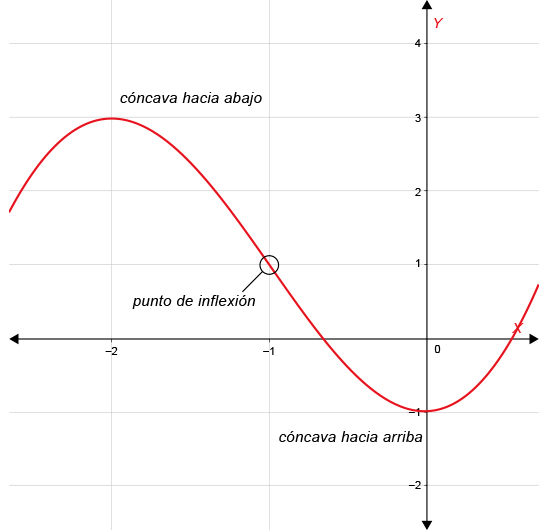 Y
4
cóncava hacia abajo
3
2
1
punto de inflexión
X
−2
−1
0
−1
cóncava hacia arriba
−2